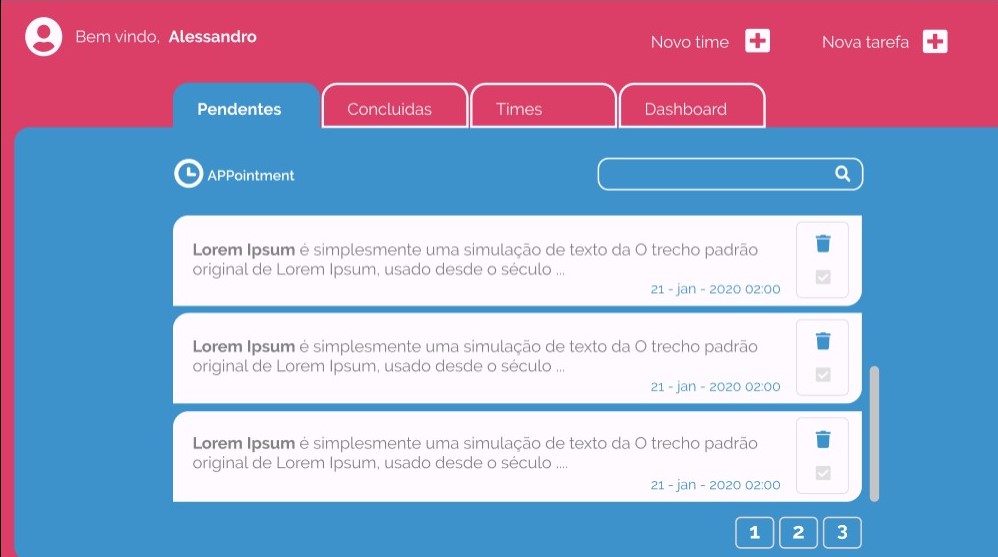 Bem vindo, Alessandro
Novo time
Nova tarefa
Pendentes
Concluidas
Times
Dashboard
APPointment
Lorem Ipsum é simplesmente uma simulação de texto da O trecho padrão
original de Lorem Ipsum, usado desde o século ...
21 - jan - 2020 02:00
Lorem Ipsum é simplesmente uma simulação de texto da O trecho padrão
original de Lorem Ipsum, usado desde o século ...
21 - jan - 2020 02:00
Lorem Ipsum é simplesmente uma simulação de texto da O trecho padrão
original de Lorem Ipsum, usado desde o século ....
21 - jan - 2020 02:00
1 2 3